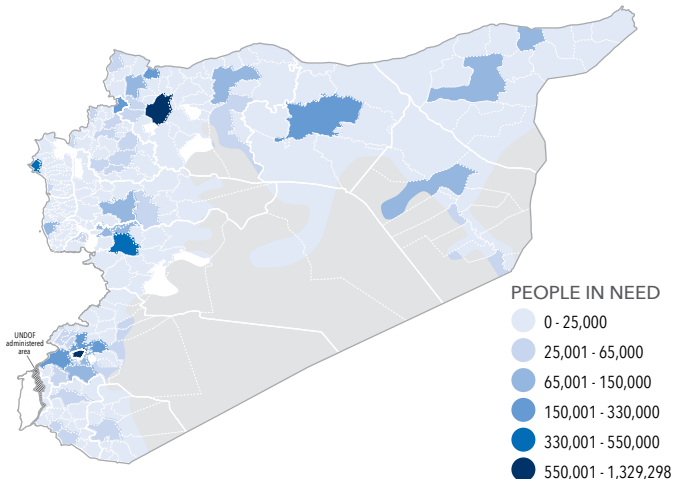 UNDOF
administered
area
PEOPLE IN NEED
0 - 25,000
25,001 - 65,000
65,001 - 150,000
150,001 - 330,000
330,001 - 550,000
550,001 - 1,329,298